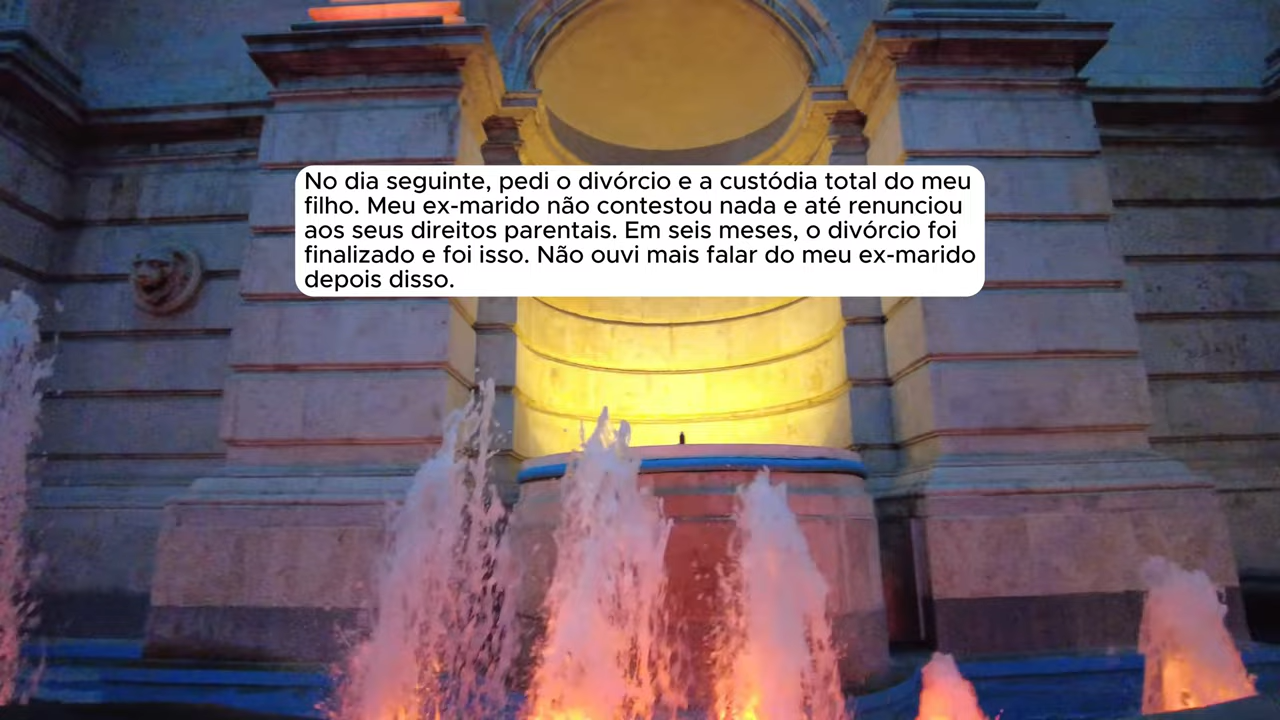 No dia seguinte, pedi o divórcio e a custódia total do meu
filho. Meu ex-marido não contestou nada e até renunciou
aos seus direitos parentais. Em seis meses, o divórcio foi
finalizado e foi isso. Não ouvi mais falar do meu ex-marido
depois disso.